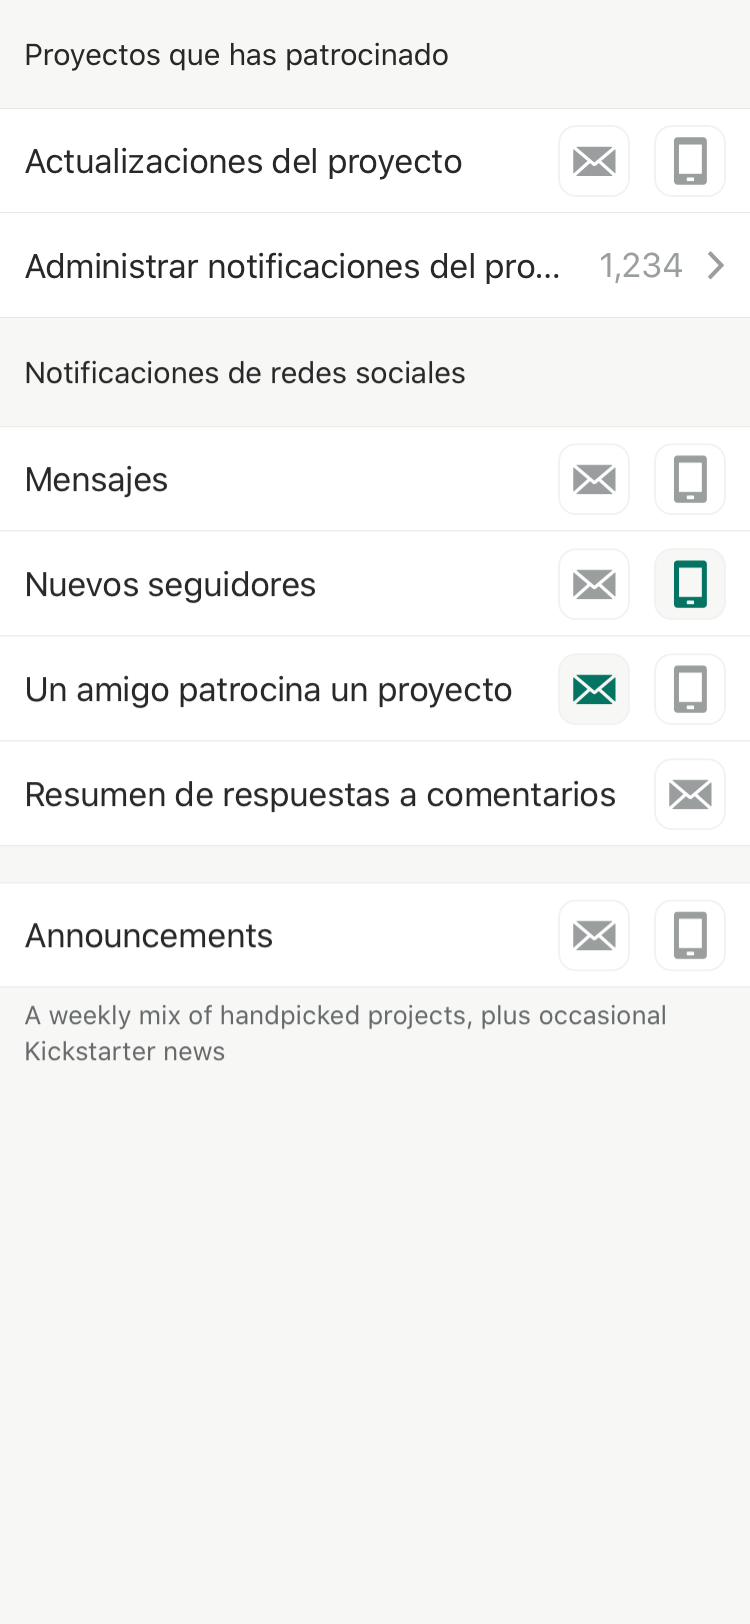 Proyectos que has patrocinado
Actualizaciones del proyecto
Administrar notificaciones del pro... 1,234
Notificaciones de redes sociales
Mensajes
Nuevos seguidores
Un amigo patrocina un proyecto
Resumen de respuestas a comentarios
Announcements
A weekly mix of handpicked projects, plus occasional
Kickstarter news